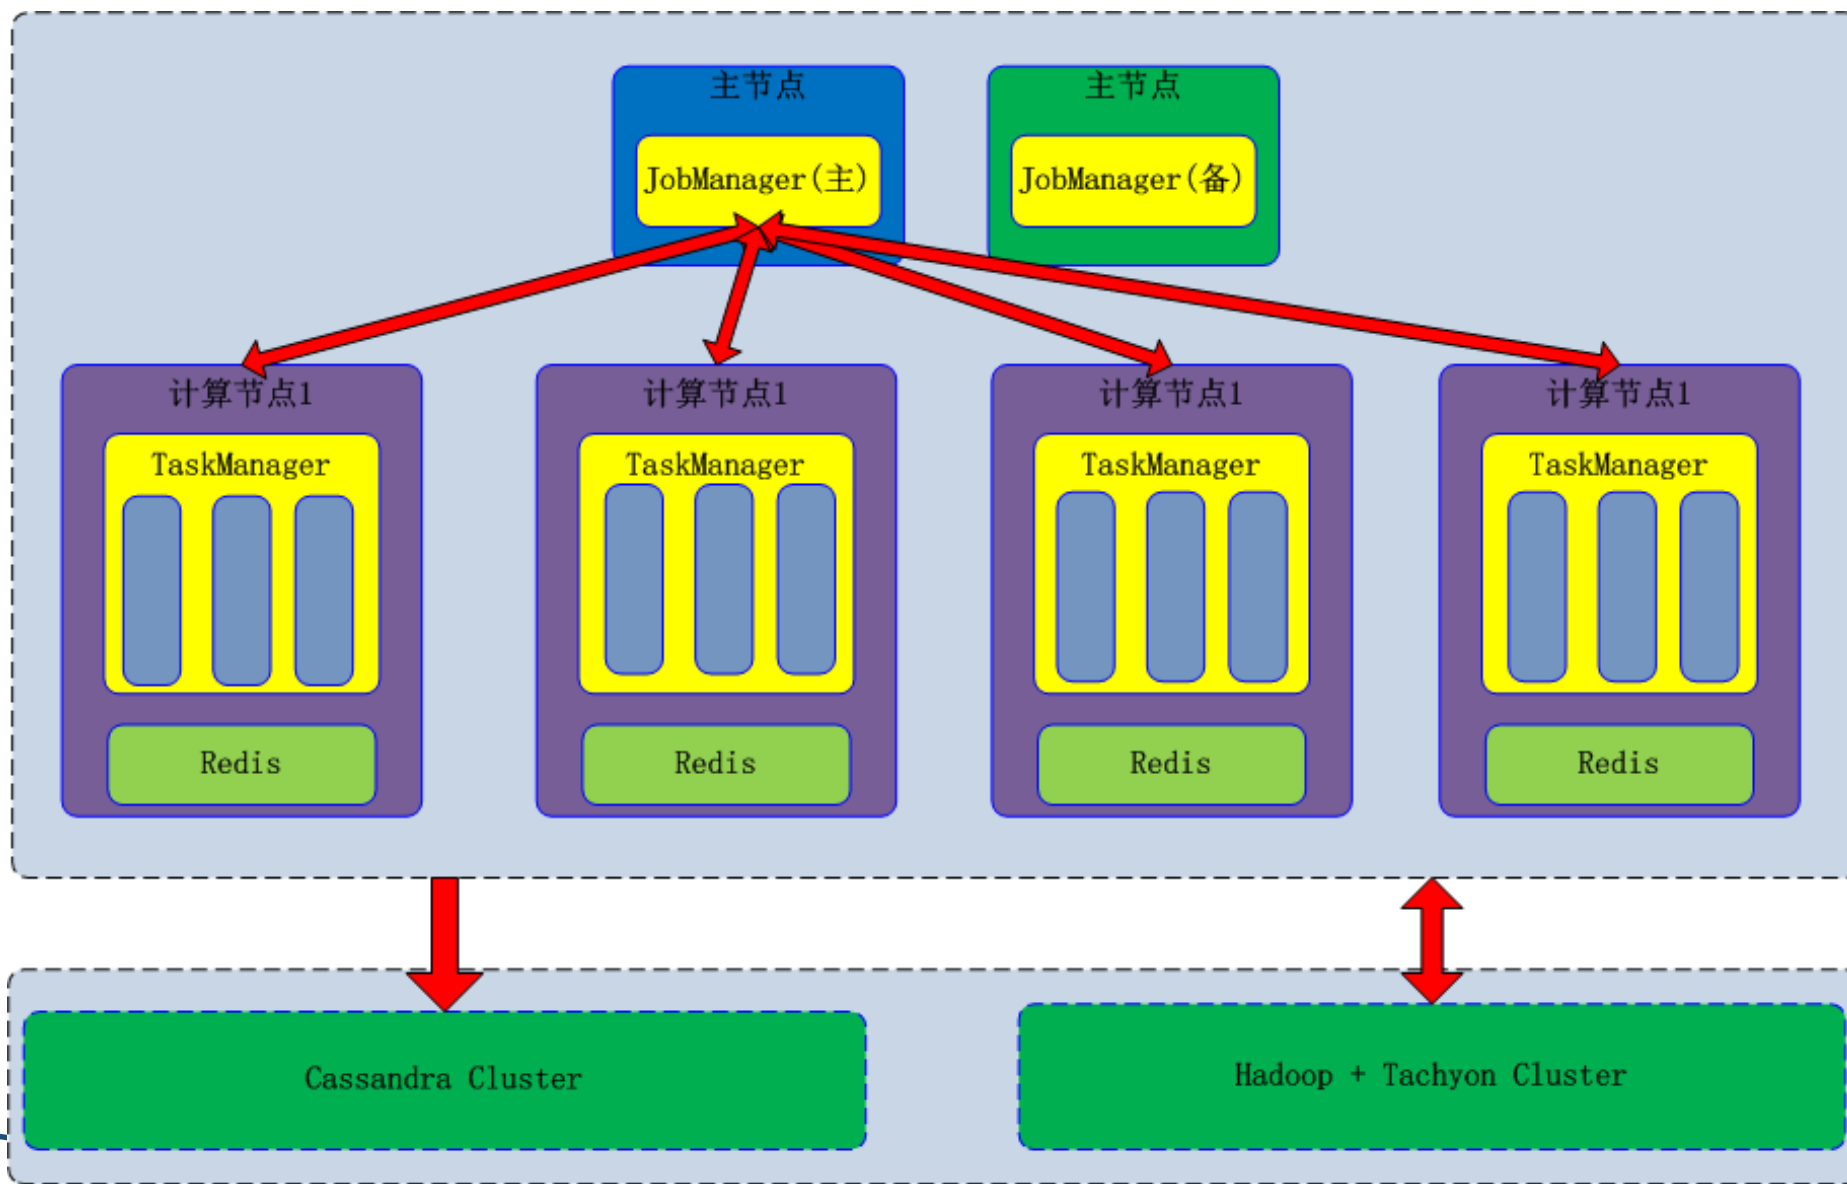 主节点
主节点
JobManager(主)
JobManager(备)
计算节点1
计算节点1
计算节点1
计算节点1
TaskManager
TaskManager
TaskManager
TaskManager
Redis
Redis
Redis
Redis
Cassandra Cluster
Hadoop + Tachyon Cluster